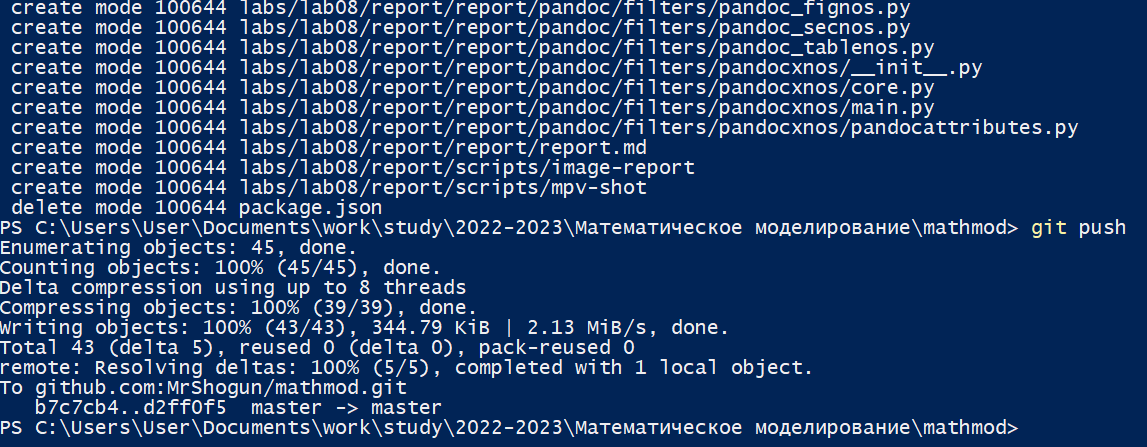 create mode 100644 labs/lab08/report/report/pandoc/filters/pandoc_fignos.py
create mode 100644 labs/lab08/report/report/pandoc/filters/pandoc_secnos.py
create mode 100644 labs/lab08/report/report/pandoc/filters/pandoc_tablenos.py
create mode 100644 labs/lab08/report/report/pandoc/filters/pandocxnos/__init__.py
create mode 100644 labs/lab08/report/report/pandoc/filters/pandocxnos/core.py
create mode 100644 labs/lab08/report/report/pandoc/filters/pandocxnos/main.py
create mode 100644 labs/lab08/report/report/pandoc/filters/pandocxnos/pandocattributes.py
create mode 100644 labs/lab08/report/report/report.md
create mode 100644 labs/lab08/report/scripts/image-report
create mode 100644 labs/lab08/report/scripts/mpv-shot
delete mode 100644 package.json
PS C:\Users\User\Documents\work\study\2022-2023\Математическое моделирование\mathmod> git push
Enumerating objects: 45, done.
Counting objects: 100% (45/45), done.
Delta compression using up to 8 threads
Compressing objects: 100% (39/39), done.
Writing objects: 100% (43/43), 344.79 KiB | 2.13 MiB/s, done.
Total 43 (delta 5), reused 0 (delta 0), pack-reused 0
remote: Resolving deltas: 100% (5/5), completed with 1 local object.
To github.com:MrShogun/mathmod.git
b7c7cb4..d2ff0f5  master -> master
PS C:\Users\User\Documents\work\study\2022-2023\Математическое моделирование\mathmod>